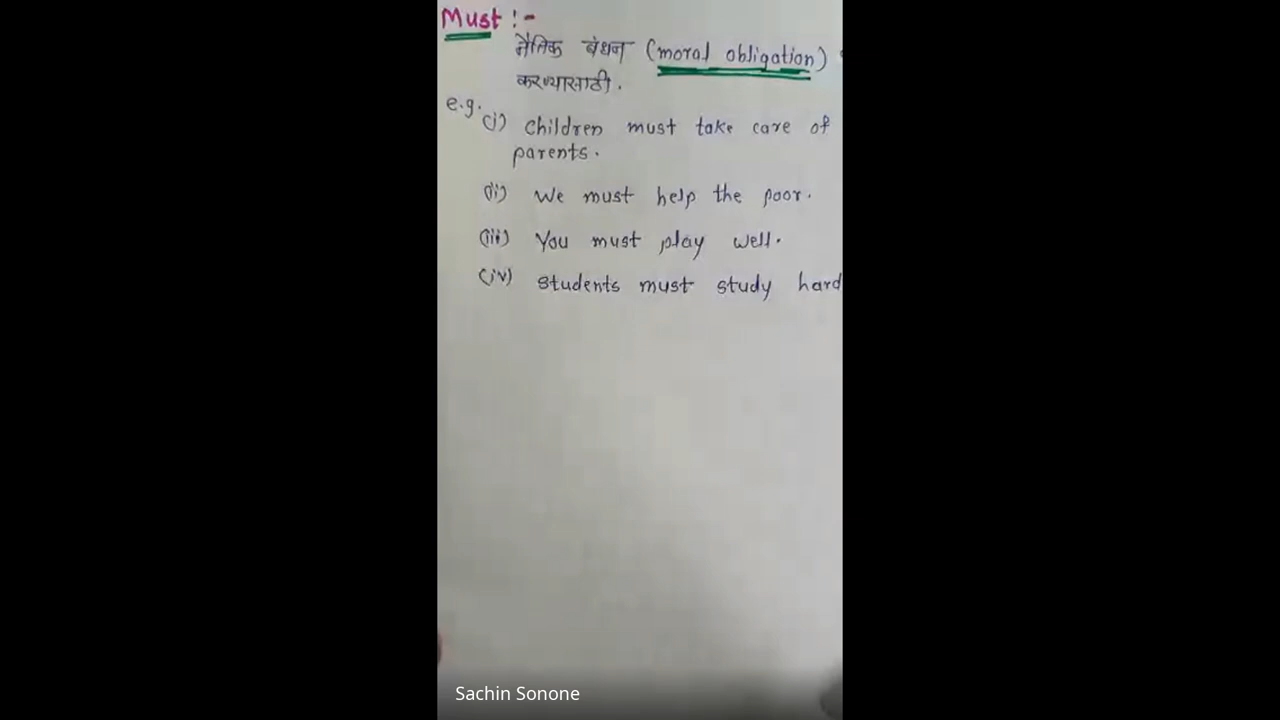 Must :-
नैतिक बंधन (moral obligation)
करण्यासाठी.
e.g. (i) Children must take care of
parents.
(ii) We must help the poor.
(iii) You must play well.
(iv) Students must study hard
Sachin Sonone